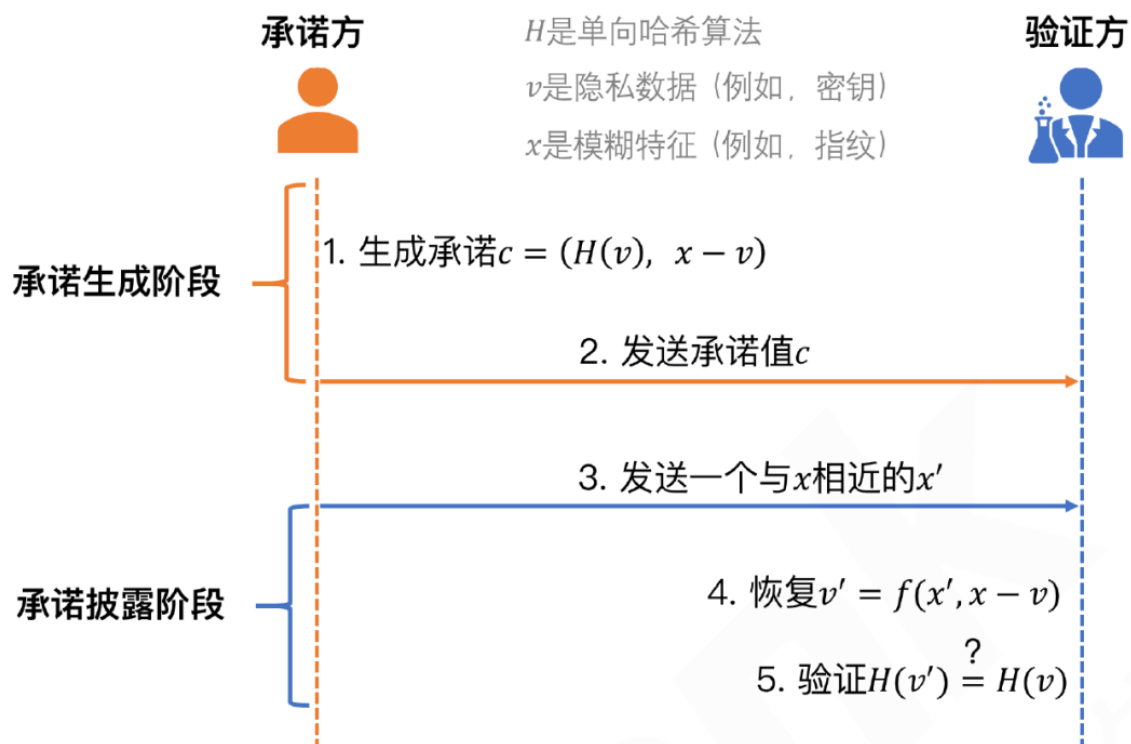 承诺方
H是单向哈希算法
验证方
v是隐私数据（例如，密钥）
x是模糊特征（例如，指纹）
1. 生成承诺c = (H(v), x − v)
承诺生成阶段
2. 发送承诺值c
3. 发送一个与x相近的x′
承诺披露阶段
4. 恢复v′ = f(x′, x − v)
?
5. 验证H(v′) = H(v)